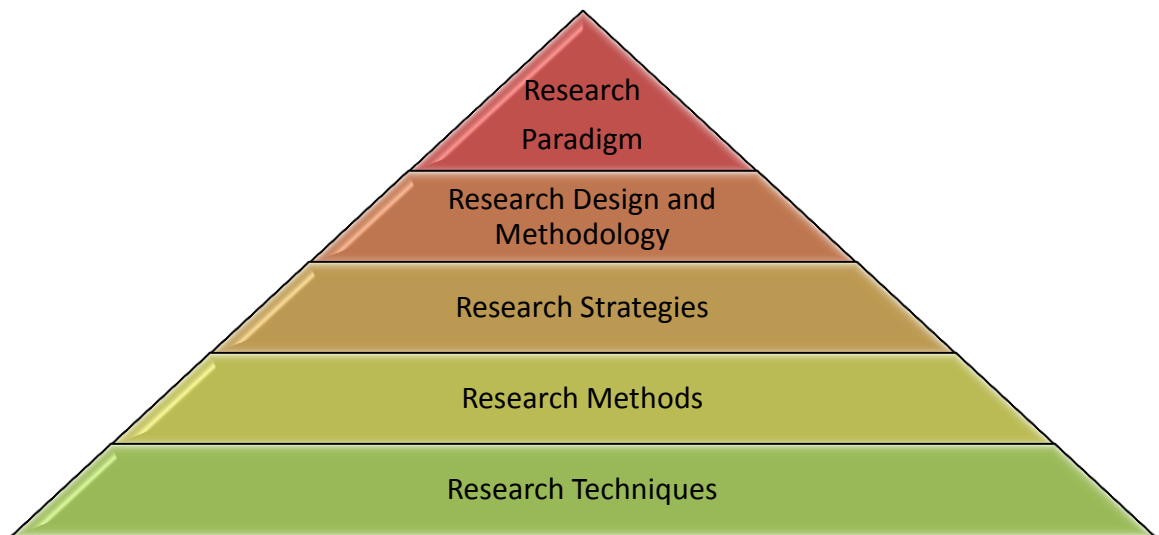 Research
Paradigm
Research Design and
Methodology
Research Strategies
Research Methods
Research Techniques